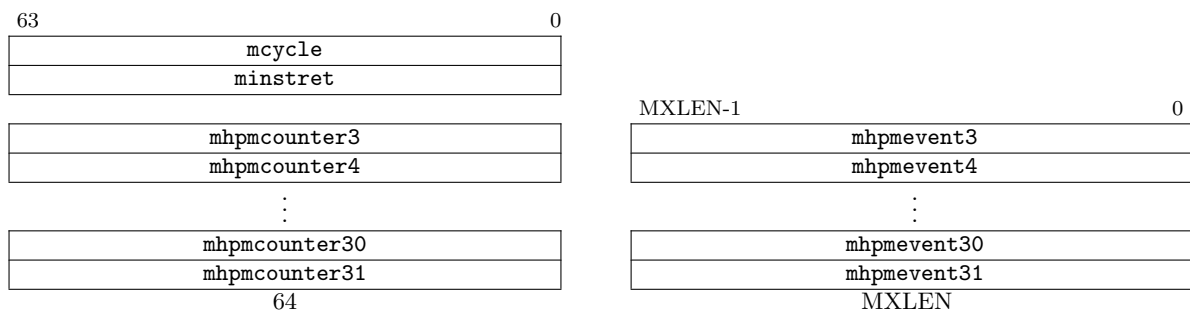 63 0
mcycle
minstret
mhpmcounter3
mhpmcounter4
⋮
mhpmcounter30
mhpmcounter31
64
MXLEN-1 0
mhpmevent3
mhpmevent4
⋮
mhpmevent30
mhpmevent31
MXLEN